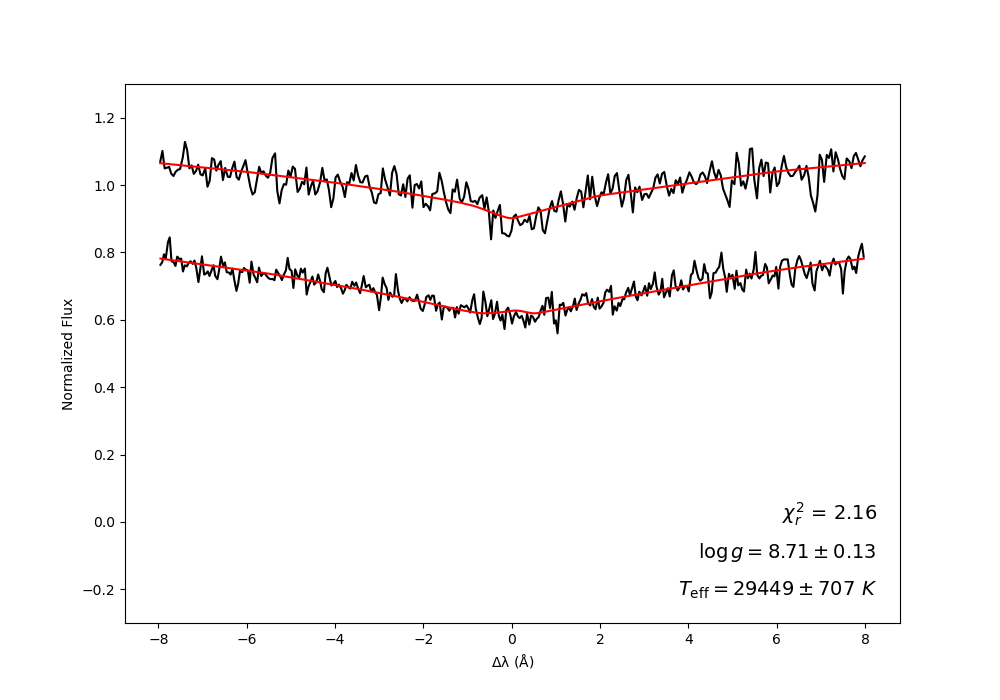 1.2
1.0
0.8
0.6
0.4
0.2
0.0
−0.2
Normalized Flux
χ²ᵣ = 2.16
log g = 8.71 ± 0.13
T_eff = 29449 ± 707 K
−8 −6 −4 −2 0 2 4 6 8
Δλ (Å)